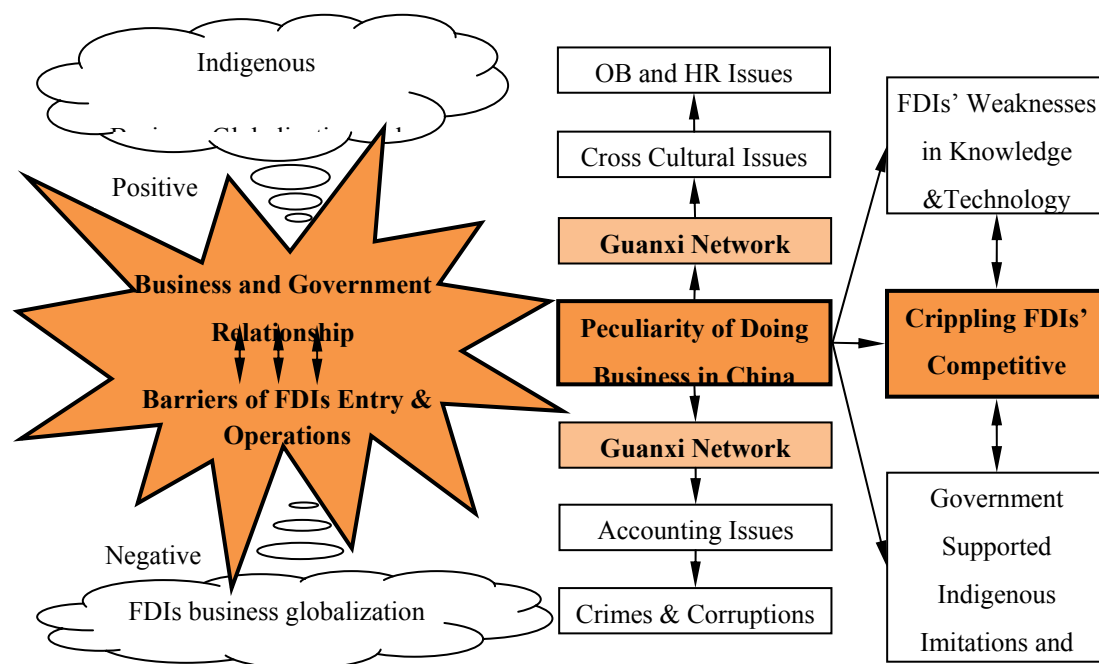 Indigenous
Positive
Business and Government
Relationship
Barriers of FDIs Entry &
Operations
Negative
FDIs business globalization
OB and HR Issues
Cross Cultural Issues
Guanxi Network
Peculiarity of Doing
Business in China
Guanxi Network
Accounting Issues
Crimes & Corruptions
FDIs’ Weaknesses
in Knowledge
&Technology
Crippling FDIs’
Competitive
Government
Supported
Indigenous
Imitations and